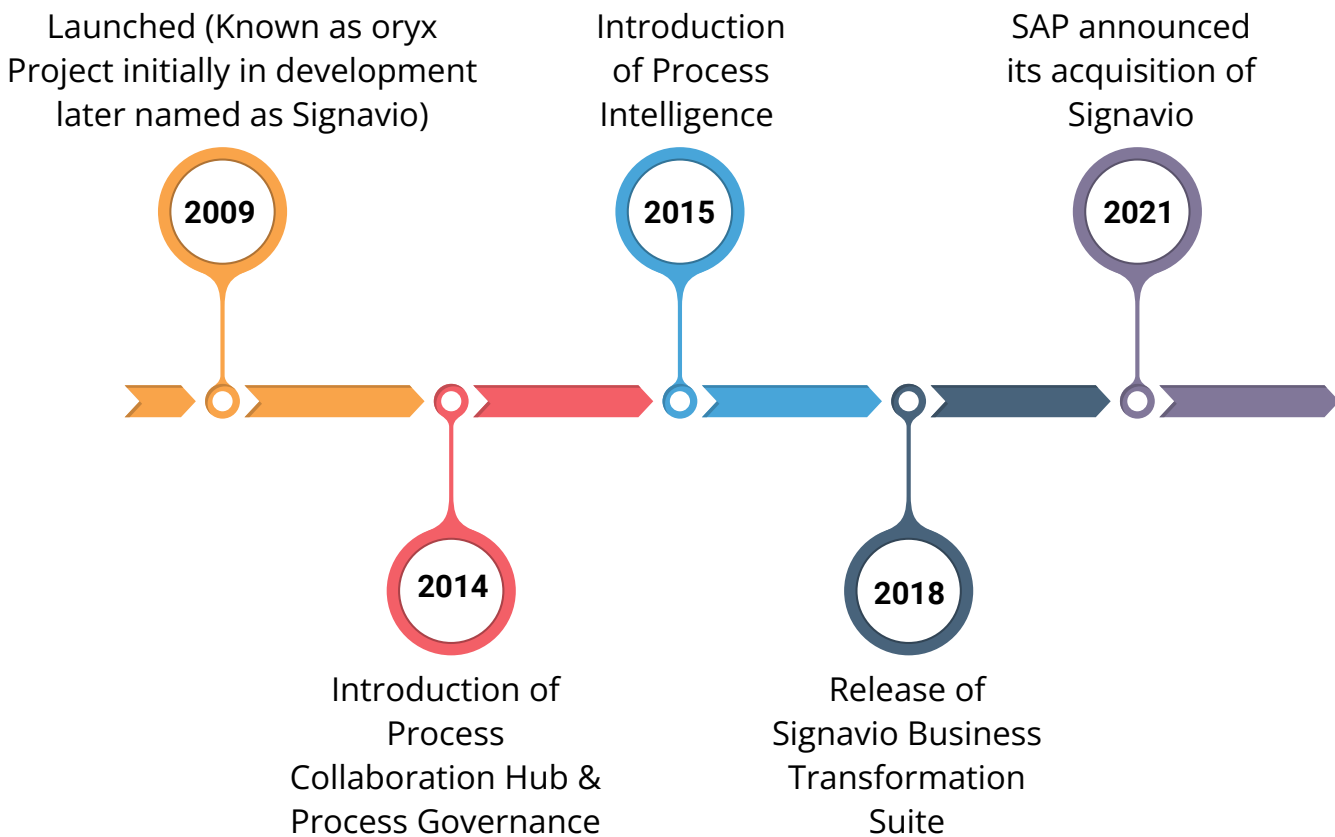 Launched (Known as oryx
Project initially in development
later named as Signavio)
2009
Introduction of
Process
Collaboration Hub &
Process Governance
2014
Introduction
of Process
Intelligence
2015
Release of
Signavio Business
Transformation
Suite
2018
SAP announced
its acquisition of
Signavio
2021